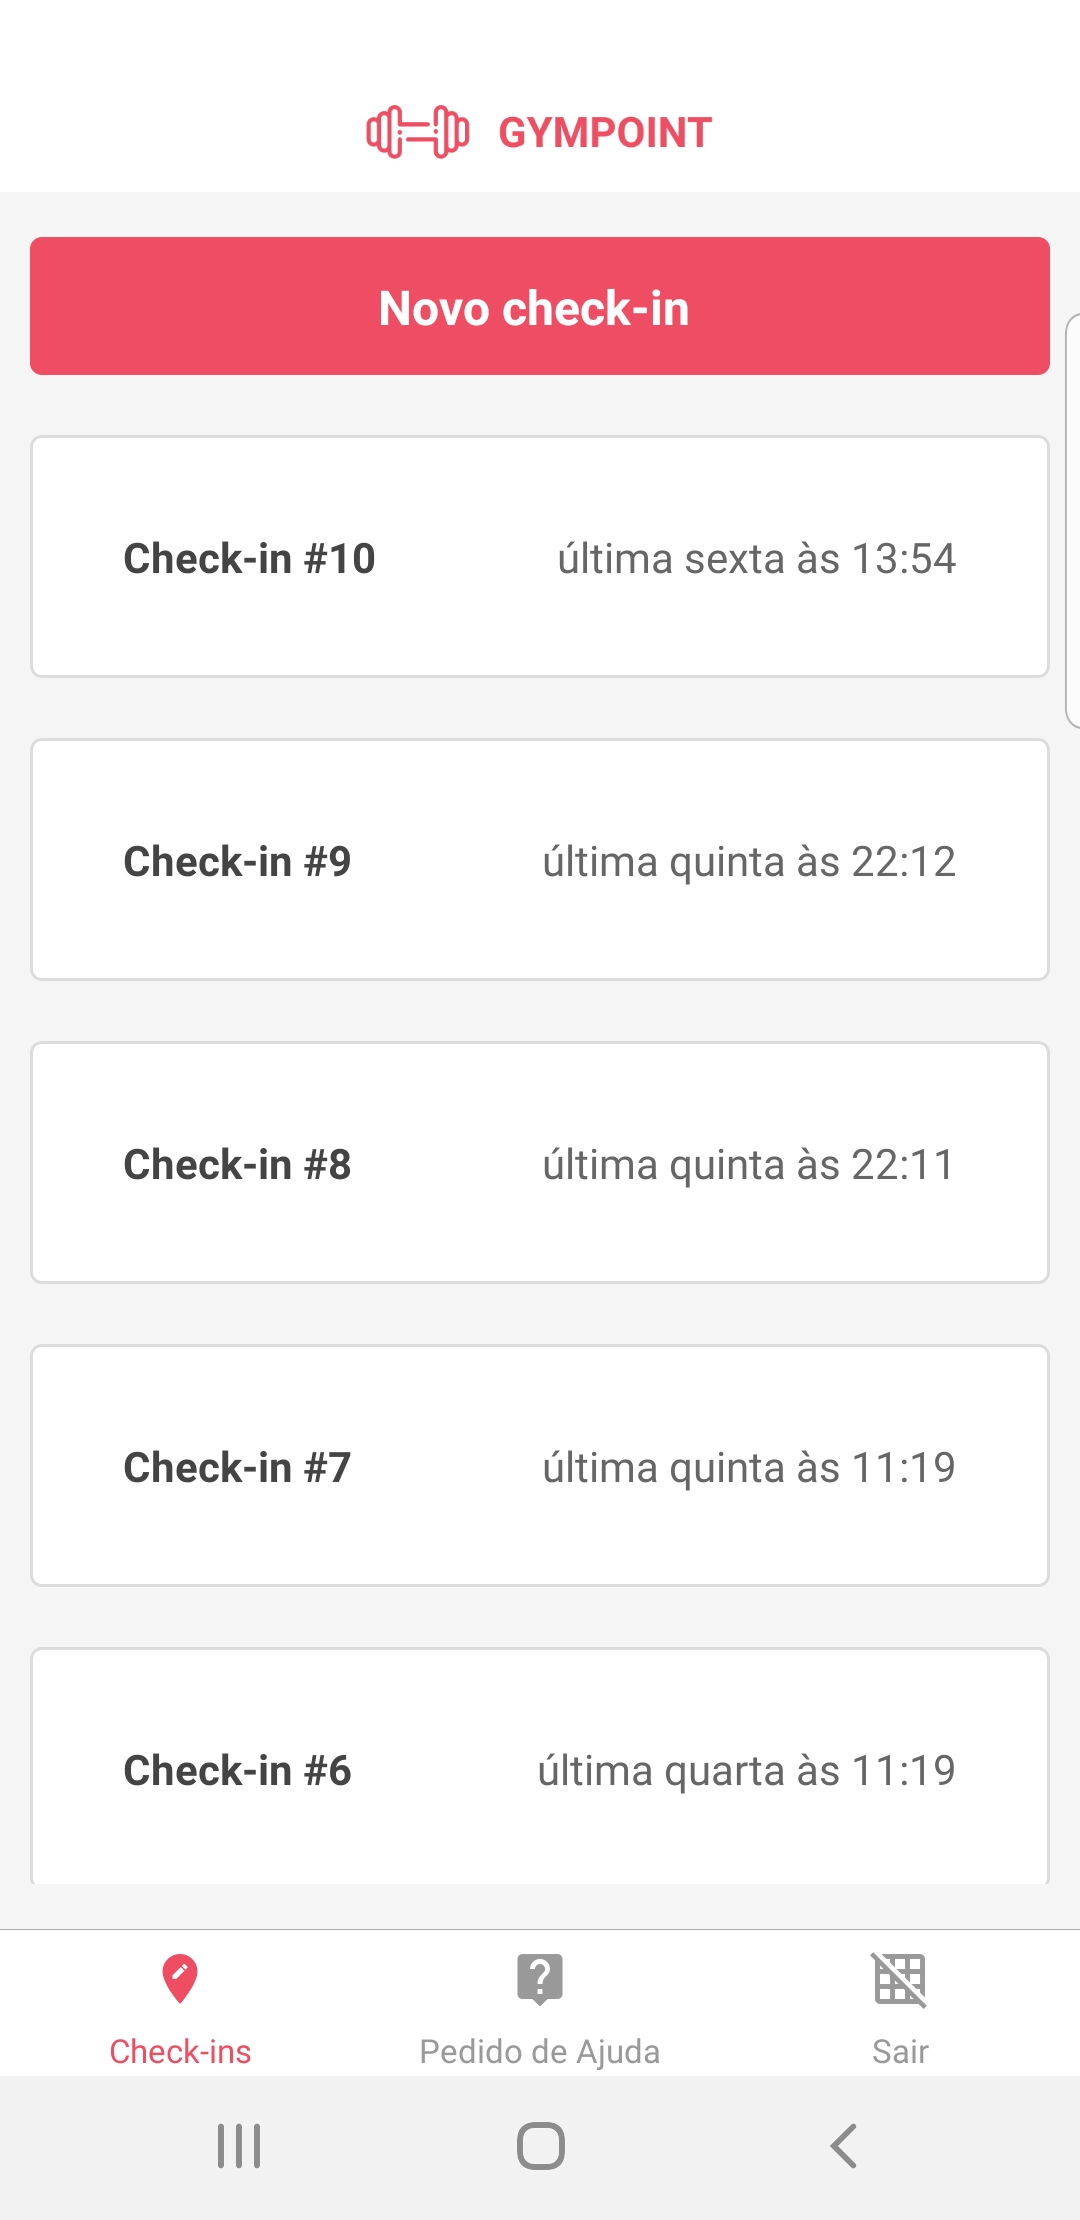 GYMPOINT
Novo check-in
Check-in #10 última sexta às 13:54
Check-in #9 última quinta às 22:12
Check-in #8 última quinta às 22:11
Check-in #7 última quinta às 11:19
Check-in #6 última quarta às 11:19
Check-ins Pedido de Ajuda Sair